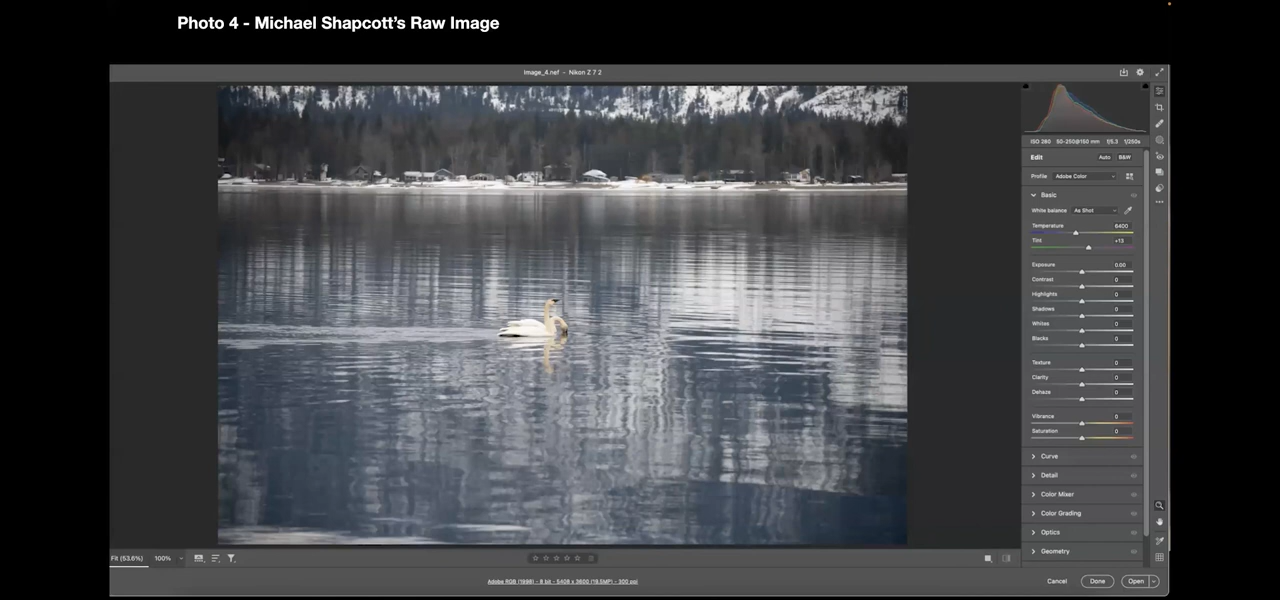 Photo 4 - Michael Shapcott's Raw Image
Image_4.nef - Nikon Z 7 2
ISO 280 50-250@150 mm f/5.3 1/250s
Edit Auto B&W
Profile Adobe Color
Basic
White balance As Shot
Temperature 6400
Tint +13
Exposure 0.00
Contrast 0
Highlights 0
Shadows 0
Whites 0
Blacks 0
Texture 0
Clarity 0
Dehaze 0
Vibrance 0
Saturation 0
Curve
Detail
Color Mixer
Color Grading
Optics
Geometry
Fit (53.6%) 100%
Adobe RGB (1998) - 8 bit - 5408 x 3600 (19.5MP) - 300 ppi
Cancel Done Open